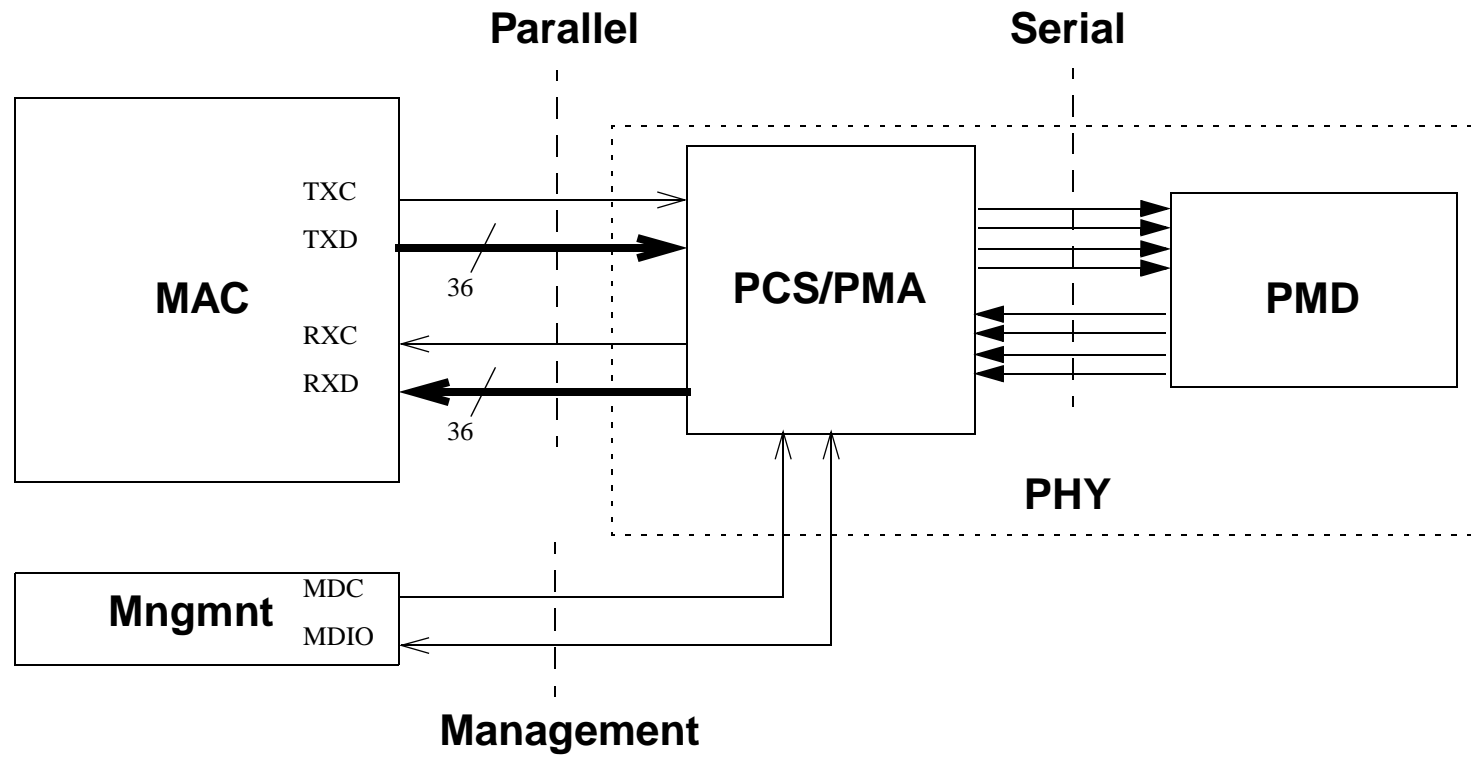 Parallel
Serial
TXC
TXD
36
MAC
PCS/PMA
PMD
RXC
RXD
36
PHY
Mngmnt
MDC
MDIO
Management